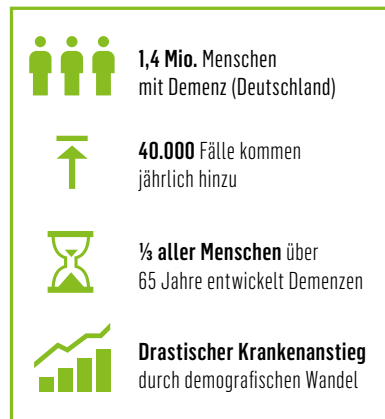 1,4 Mio. Menschen
mit Demenz (Deutschland)
40.000 Fälle kommen
jährlich hinzu
⅓ aller Menschen über
65 Jahre entwickelt Demenzen
Drastischer Krankenanstieg
durch demografischen Wandel